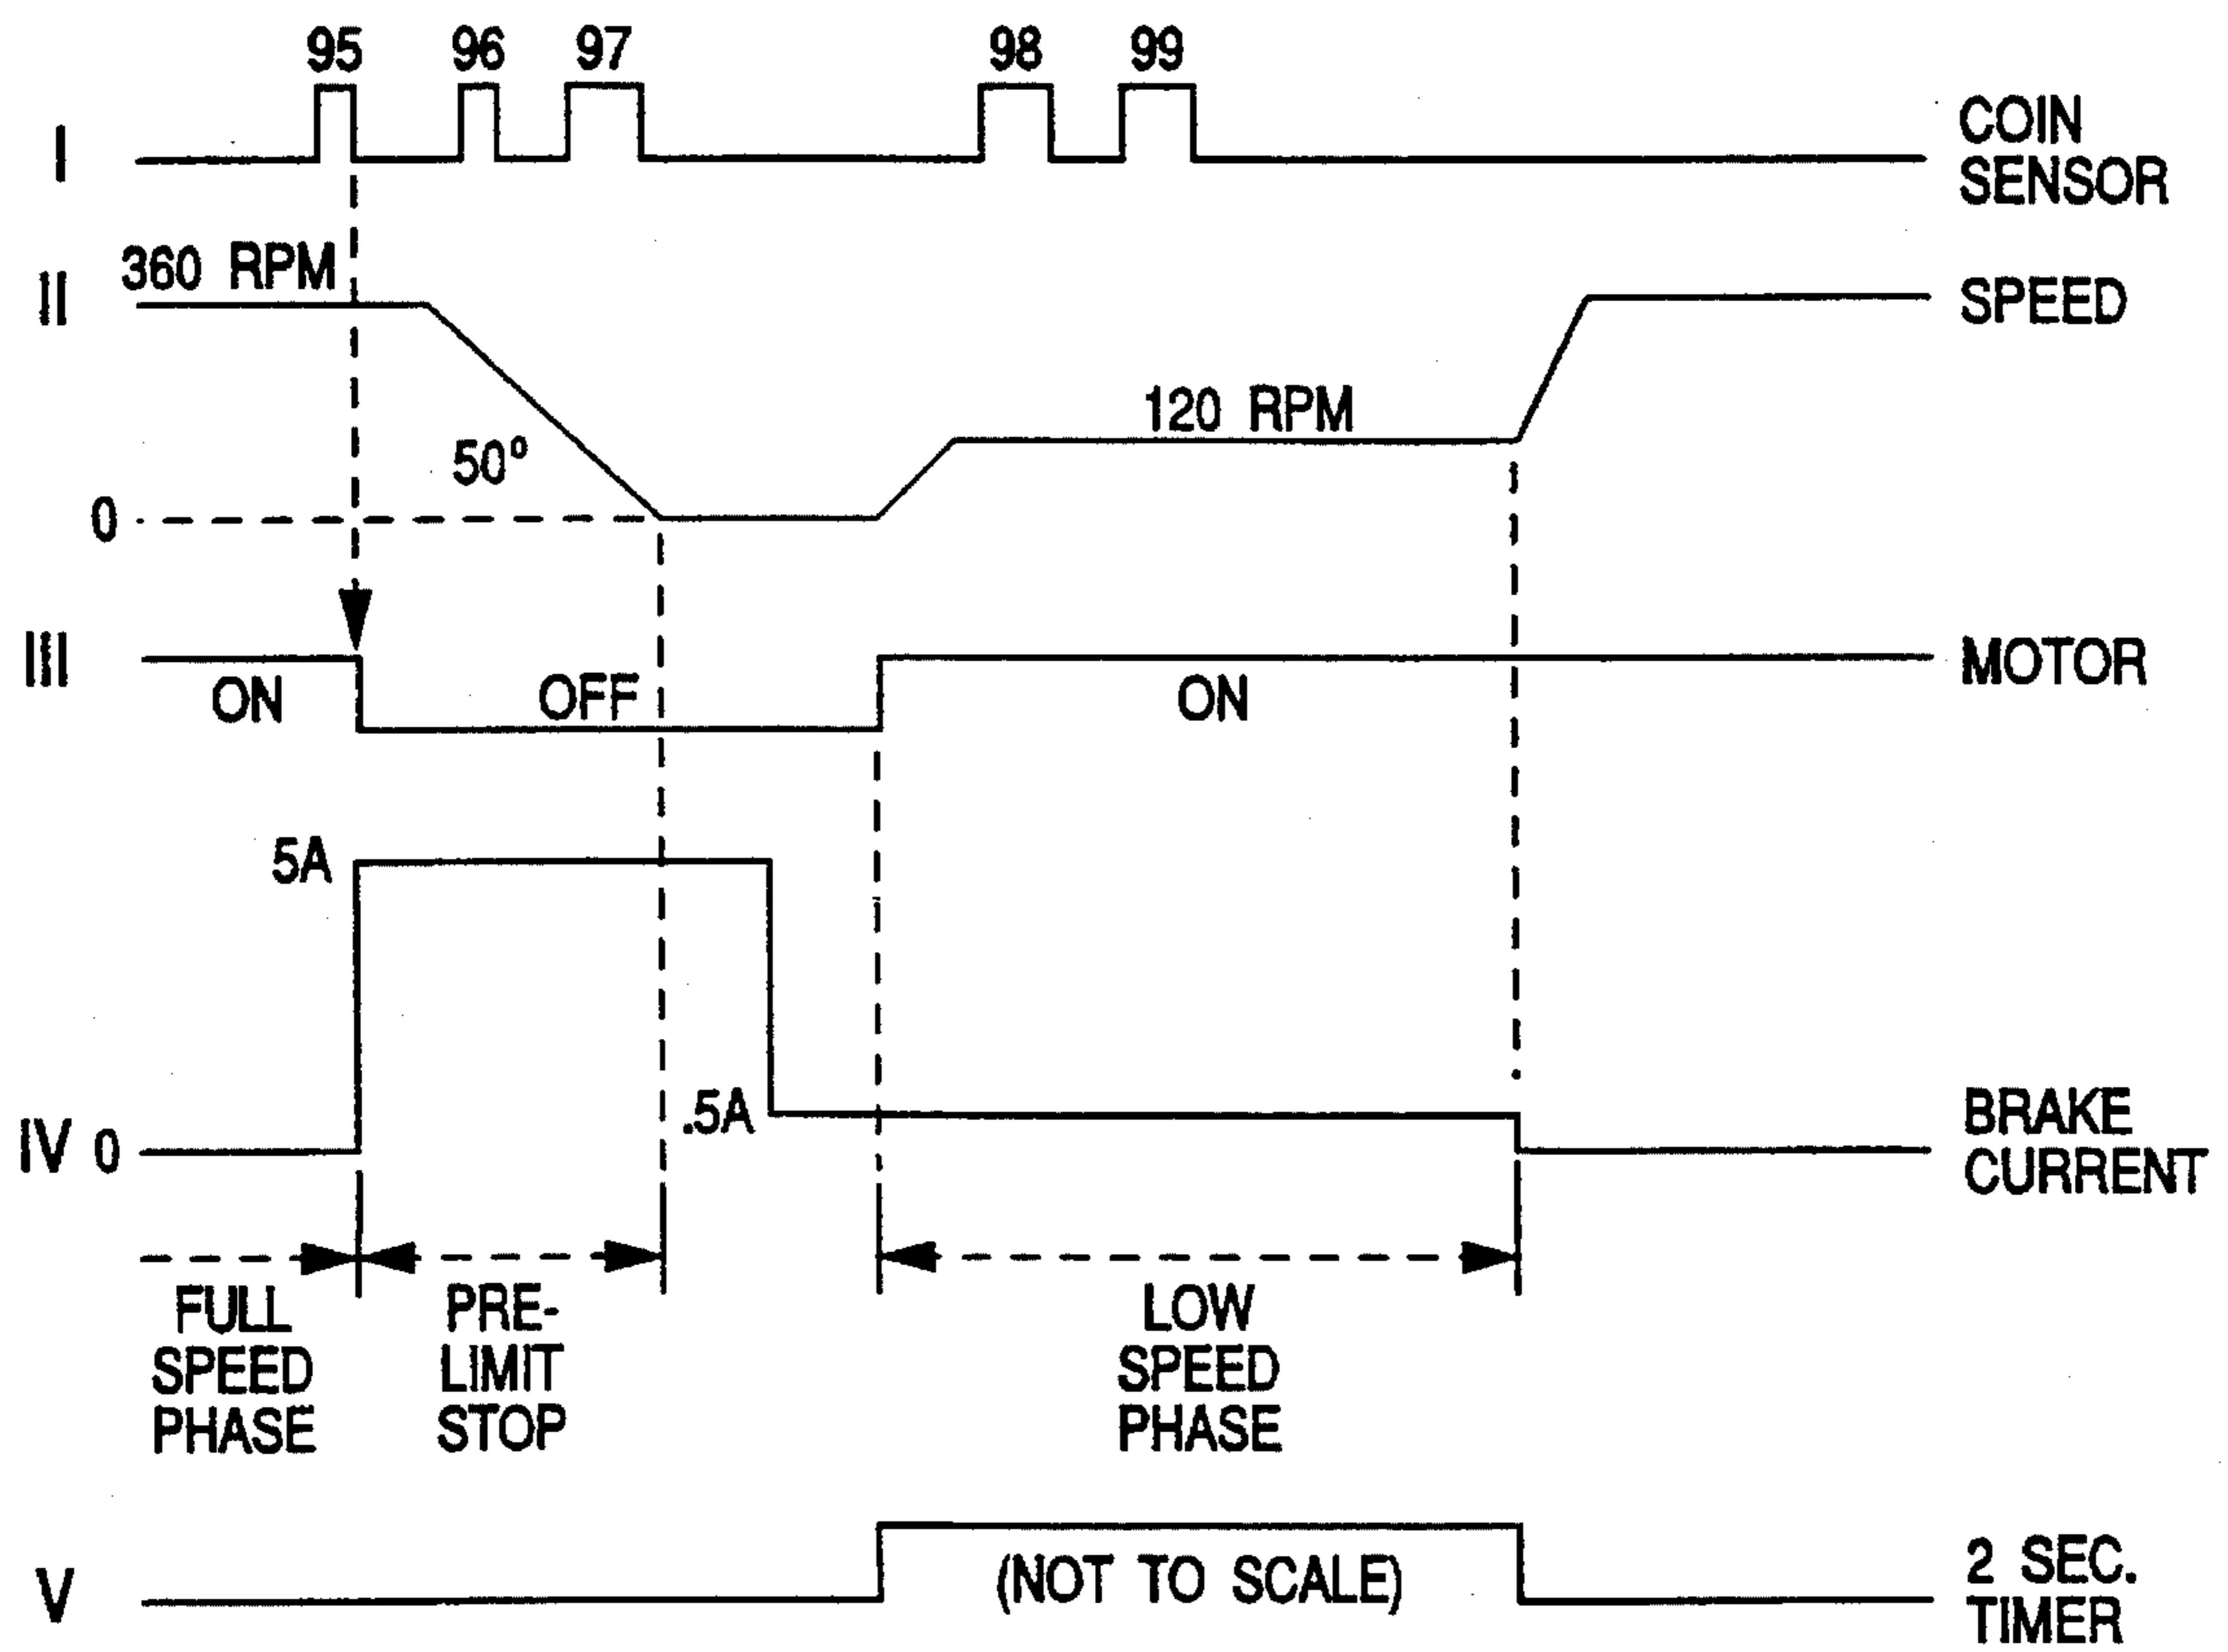 95 96 97 98 99
I
COIN
SENSOR
360 RPM
II
SPEED
120 RPM
50°
0
III
MOTOR
ON OFF ON
5A
.5A
IV 0
BRAKE
CURRENT
FULL
SPEED
PHASE
PRE-
LIMIT
STOP
LOW
SPEED
PHASE
V
(NOT TO SCALE)
2 SEC.
TIMER